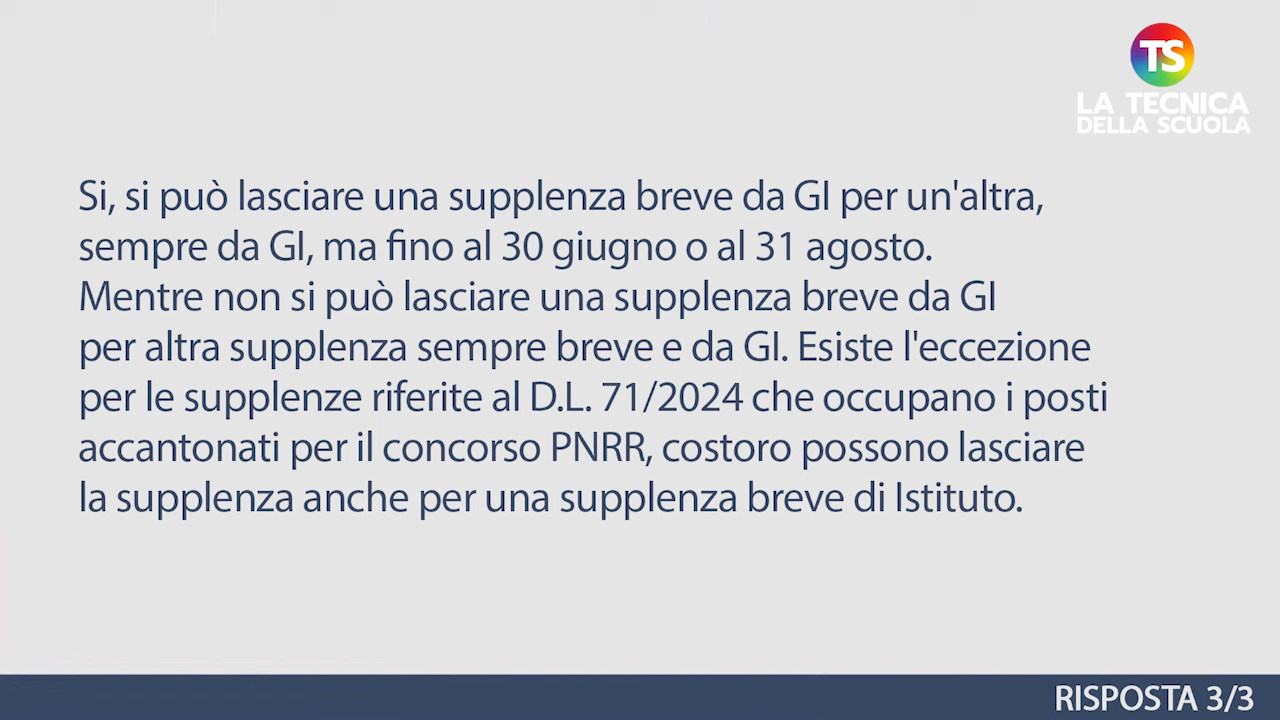 TS
LA TECNICA
DELLA SCUOLA
Si, si può lasciare una supplenza breve da GI per un'altra,
sempre da GI, ma fino al 30 giugno o al 31 agosto.
Mentre non si può lasciare una supplenza breve da GI
per altra supplenza sempre breve e da GI. Esiste l'eccezione
per le supplenze riferite al D.L. 71/2024 che occupano i posti
accantonati per il concorso PNRR, costoro possono lasciare
la supplenza anche per una supplenza breve di Istituto.
RISPOSTA 3/3